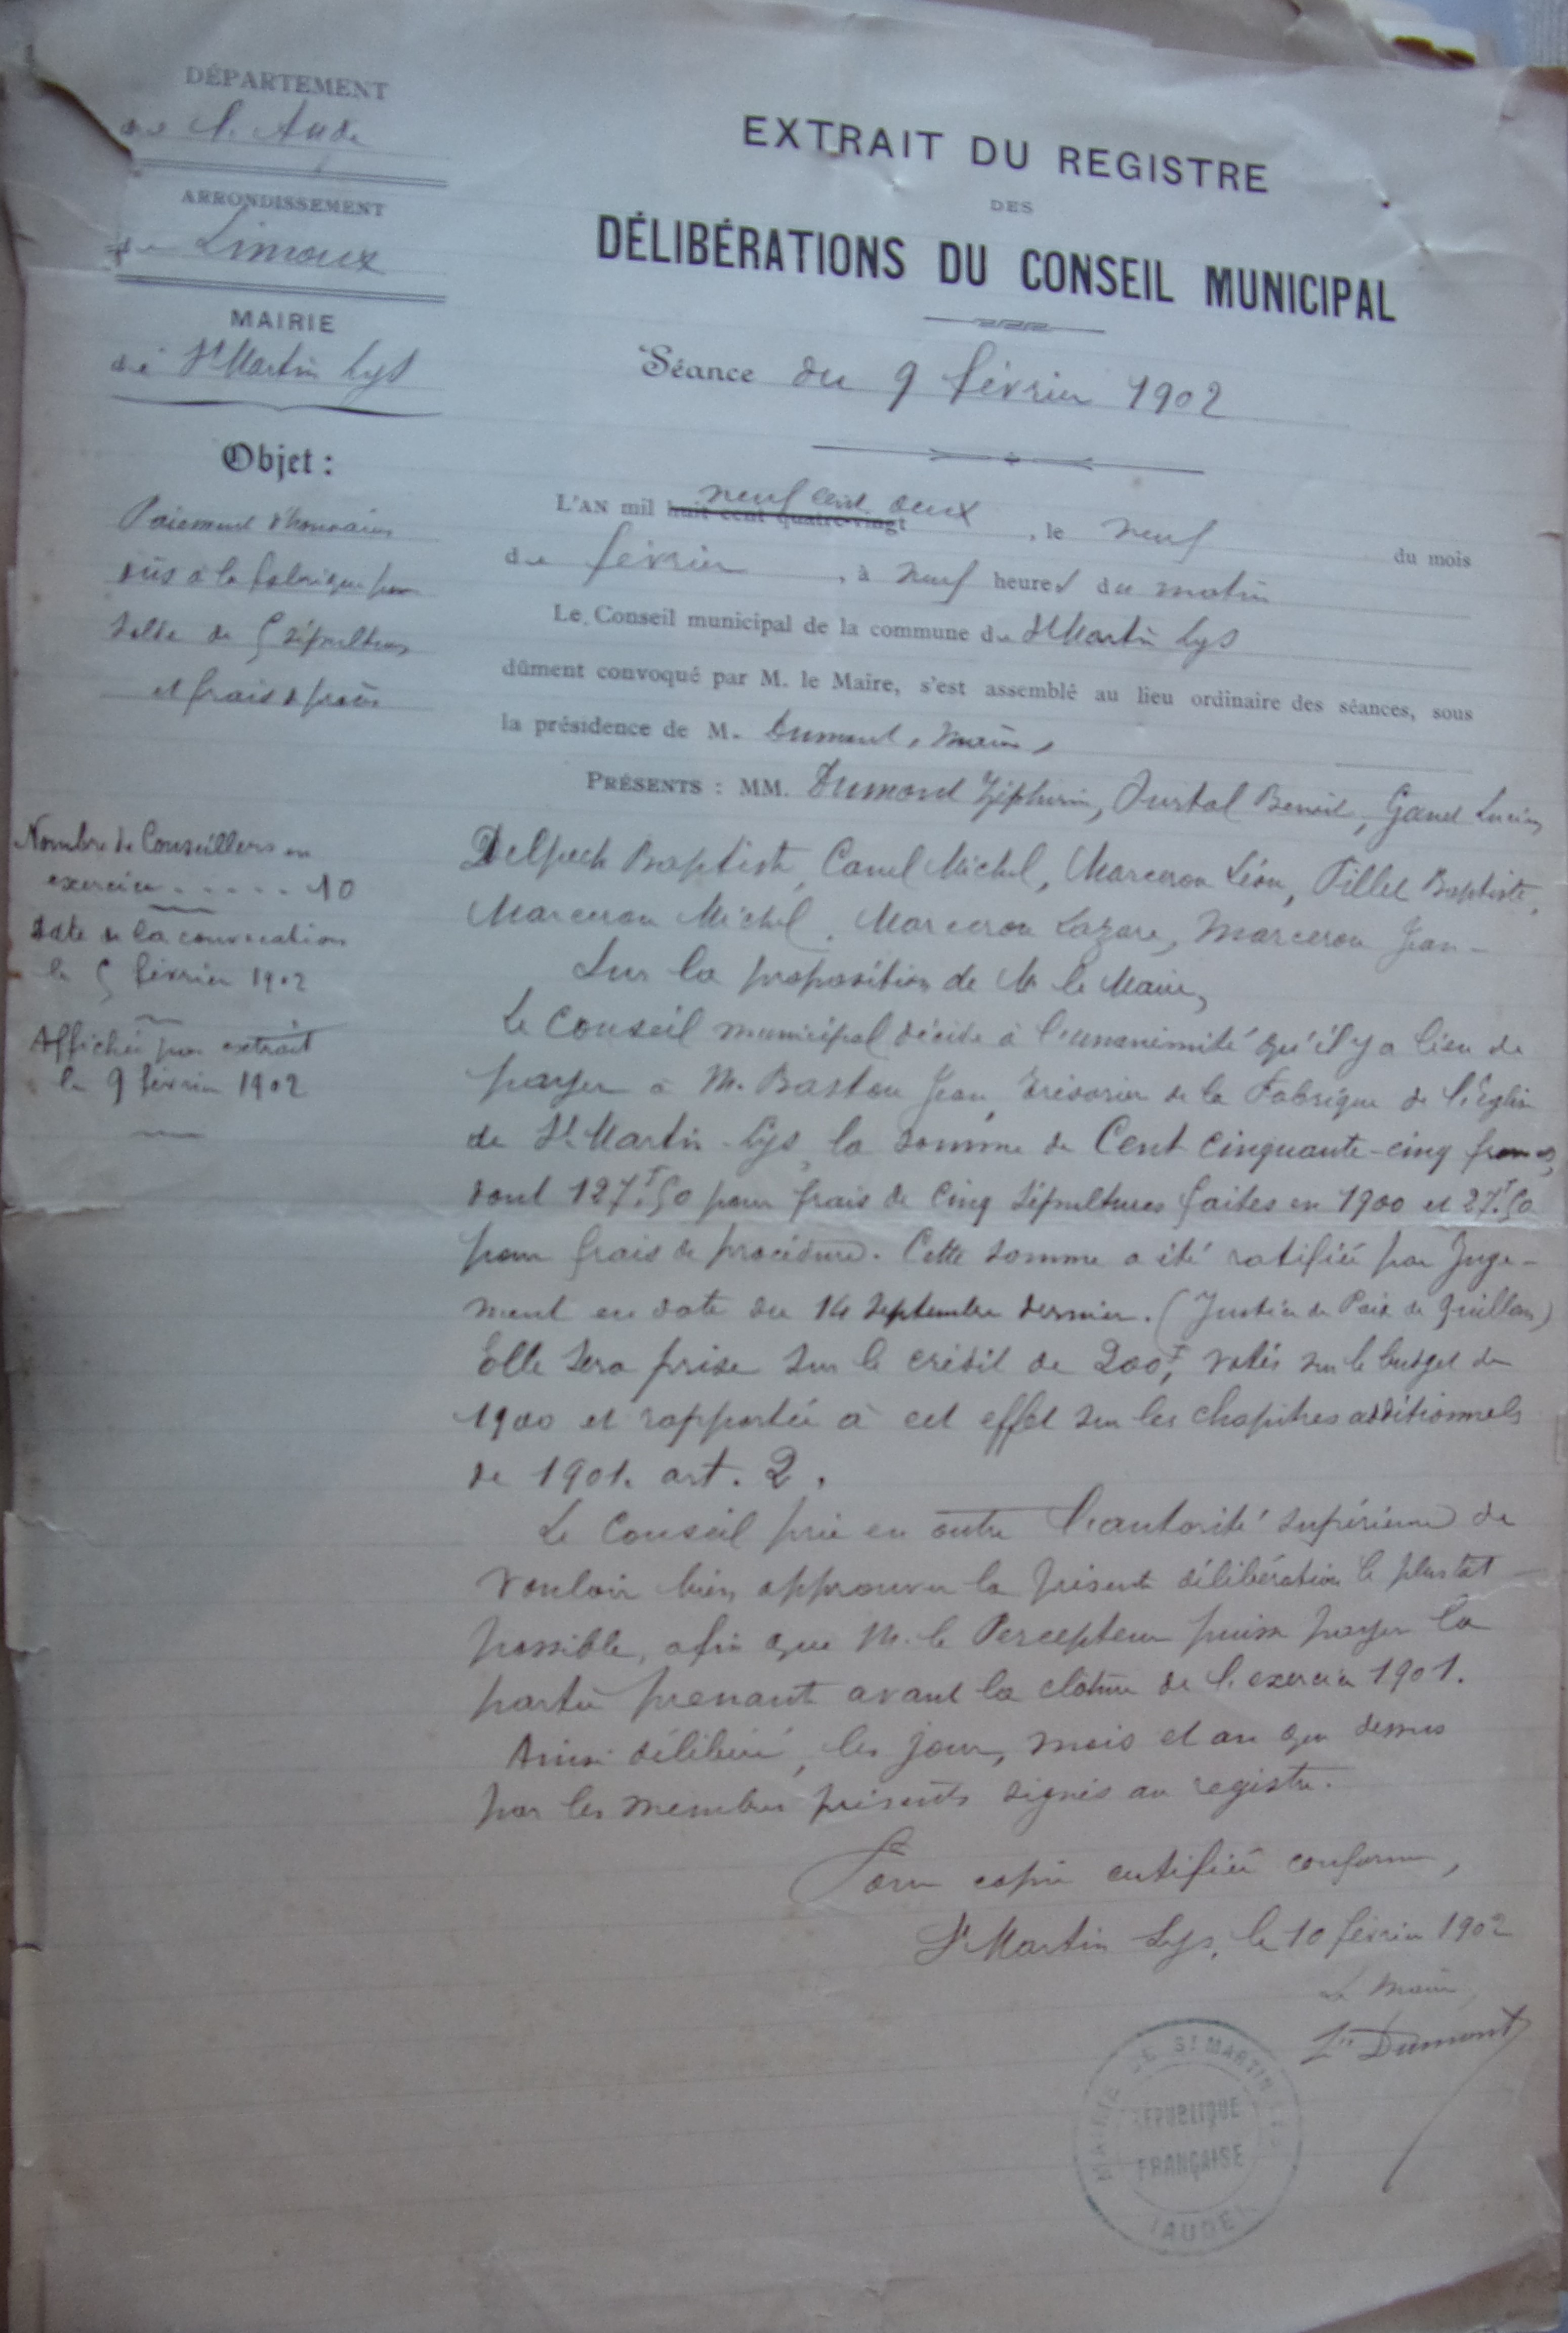 DÉPARTEMENT
de l'Aude
ARRONDISSEMENT
de Limoux
MAIRIE
de St Martin Lys
Objet :
Paiement d'honoraires
dûs à la fabrique pour
solde de 5 sépultures
et frais de procès
Nombre de Conseillers en
exercice . . . . . 10
Date de la convocation
le 5 février 1902
Affichée par extrait
le 9 février 1902
EXTRAIT DU REGISTRE
DES
DÉLIBÉRATIONS DU CONSEIL MUNICIPAL
Séance du 9 février 1902
neuf cent deux
L'AN mil huit cent quatre-vingt , le neuf du mois
de février , à neuf heures du matin
Le Conseil municipal de la commune de St Martin Lys
dûment convoqué par M. le Maire, s'est assemblé au lieu ordinaire des séances, sous
la présidence de M. Dumont, maire,
PRÉSENTS : MM. Dumont Zéphirin, Benoit, Lucien
Delpech Baptiste, Canel Michel, Marceron Léon, Pillet Baptiste,
Marceron Michel, Marceron Lazare, Marceron Jean -
Sur la proposition de M. le Maire,
Le Conseil municipal décide à l'unanimité qu'il y a lieu de
payer à M. Bastou Jean, trésorier de la Fabrique de l'Eglise
de St Martin-Lys, la somme de Cent cinquante-cinq francs,
dont 127f.50 pour frais de cinq sépultures faites en 1900 et 27f.50
pour frais de procédure. Cette somme a été ratifiée par Juge-
ment en date du 14 septembre dernier. (Justice de Paix de Quillan)
Elle sera prise sur le crédit de 200f, votés sur le budget de
1900 et rapportée à cet effet sur les chapitres additionnels
de 1901. art. 2.
Le Conseil prie en outre l'autorité supérieure de
vouloir bien approuver la présente délibération le plus tôt
possible, afin que M. le Percepteur puisse payer la
partie prenante avant la clôture de l'exercice 1901.
Ainsi délibéré, les jour, mois et an que dessus
par les membres présents signés au registre.
Pour copie certifiée conforme,
St Martin Lys, le 10 février 1902
Le Maire,
Zin Dumont
MAIRIE DE ST MARTIN LYS
RÉPUBLIQUE
FRANÇAISE
(AUDE)